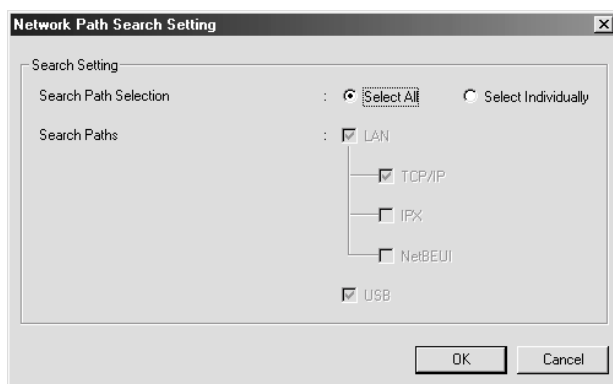 Network Path Search Setting
Search Setting
Search Path Selection : Select All Select Individually
Search Paths : LAN
TCP/IP
IPX
NetBEUI
USB
OK Cancel